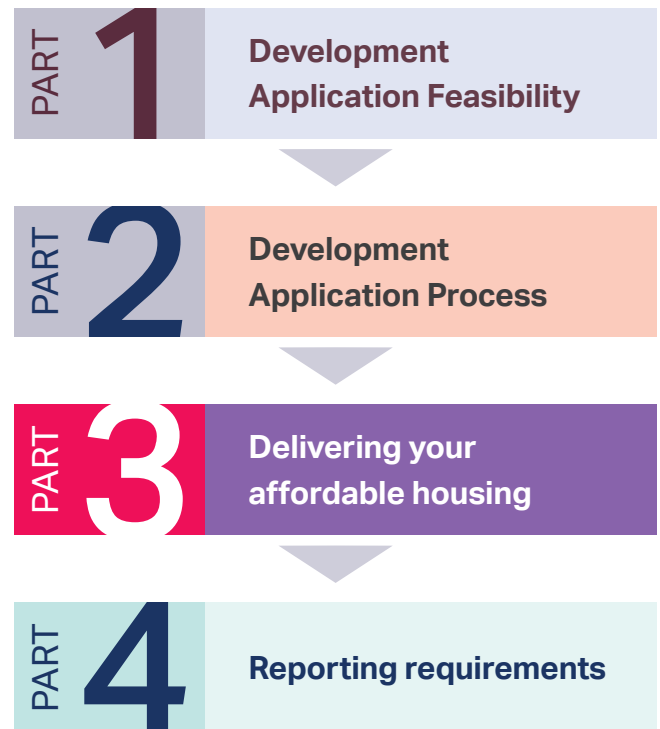 PART 1
Development
Application Feasibility
PART 2
Development
Application Process
PART 3
Delivering your
affordable housing
PART 4
Reporting requirements